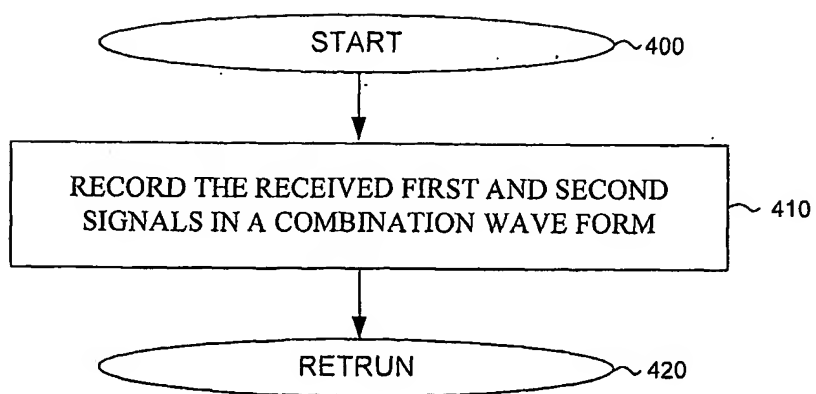 START
400
RECORD THE RECEIVED FIRST AND SECOND
SIGNALS IN A COMBINATION WAVE FORM
410
RETRUN
420